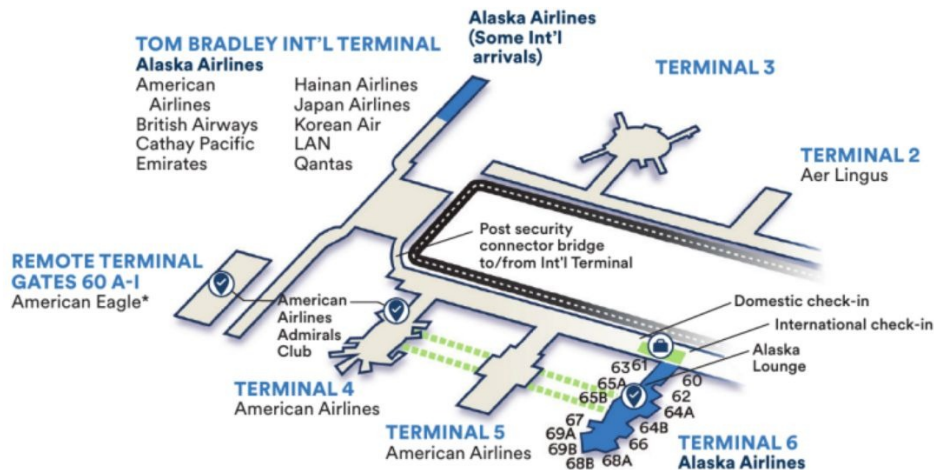 Alaska Airlines
(Some Int'l
arrivals)
TOM BRADLEY INT'L TERMINAL
Alaska Airlines
American
Airlines
British Airways
Cathay Pacific
Emirates
Hainan Airlines
Japan Airlines
Korean Air
LAN
Qantas
TERMINAL 3
TERMINAL 2
Aer Lingus
Post security
connector bridge
to/from Int'l Terminal
REMOTE TERMINAL
GATES 60 A-I
American Eagle*
American
Airlines
Admirals
Club
Domestic check-in
International check-in
Alaska
Lounge
TERMINAL 4
American Airlines
TERMINAL 5
American Airlines
63
61
65A
65B
60
62
64A
64B
67
69A
69B
68B
68A
66
TERMINAL 6
Alaska Airlines